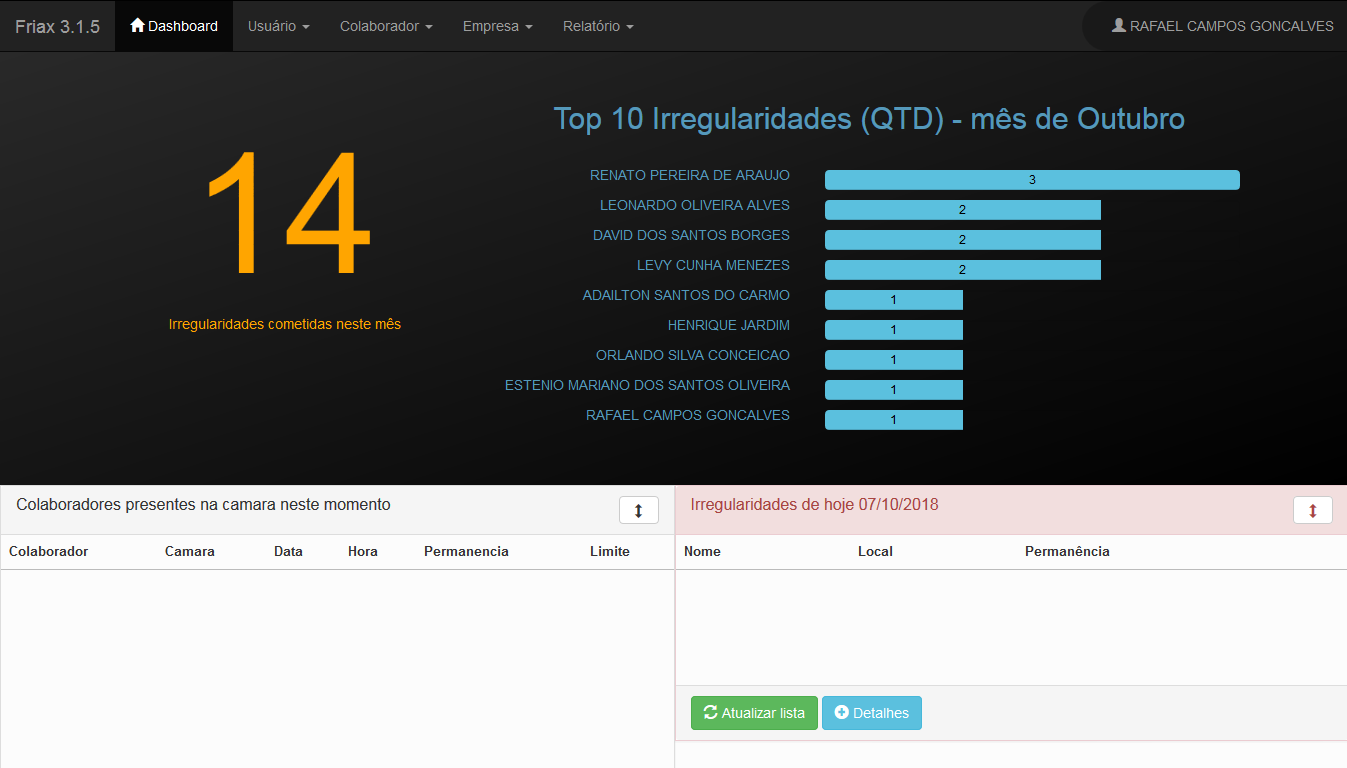 Friax 3.1.5 Dashboard Usuário Colaborador Empresa Relatório RAFAEL CAMPOS GONCALVES
14
Irregularidades cometidas neste mês
Top 10 Irregularidades (QTD) - mês de Outubro
RENATO PEREIRA DE ARAUJO 3
LEONARDO OLIVEIRA ALVES 2
DAVID DOS SANTOS BORGES 2
LEVY CUNHA MENEZES 2
ADAILTON SANTOS DO CARMO 1
HENRIQUE JARDIM 1
ORLANDO SILVA CONCEICAO 1
ESTENIO MARIANO DOS SANTOS OLIVEIRA 1
RAFAEL CAMPOS GONCALVES 1
Colaboradores presentes na camara neste momento
Colaborador Camara Data Hora Permanencia Limite
Irregularidades de hoje 07/10/2018
Nome Local Permanência
Atualizar lista Detalhes